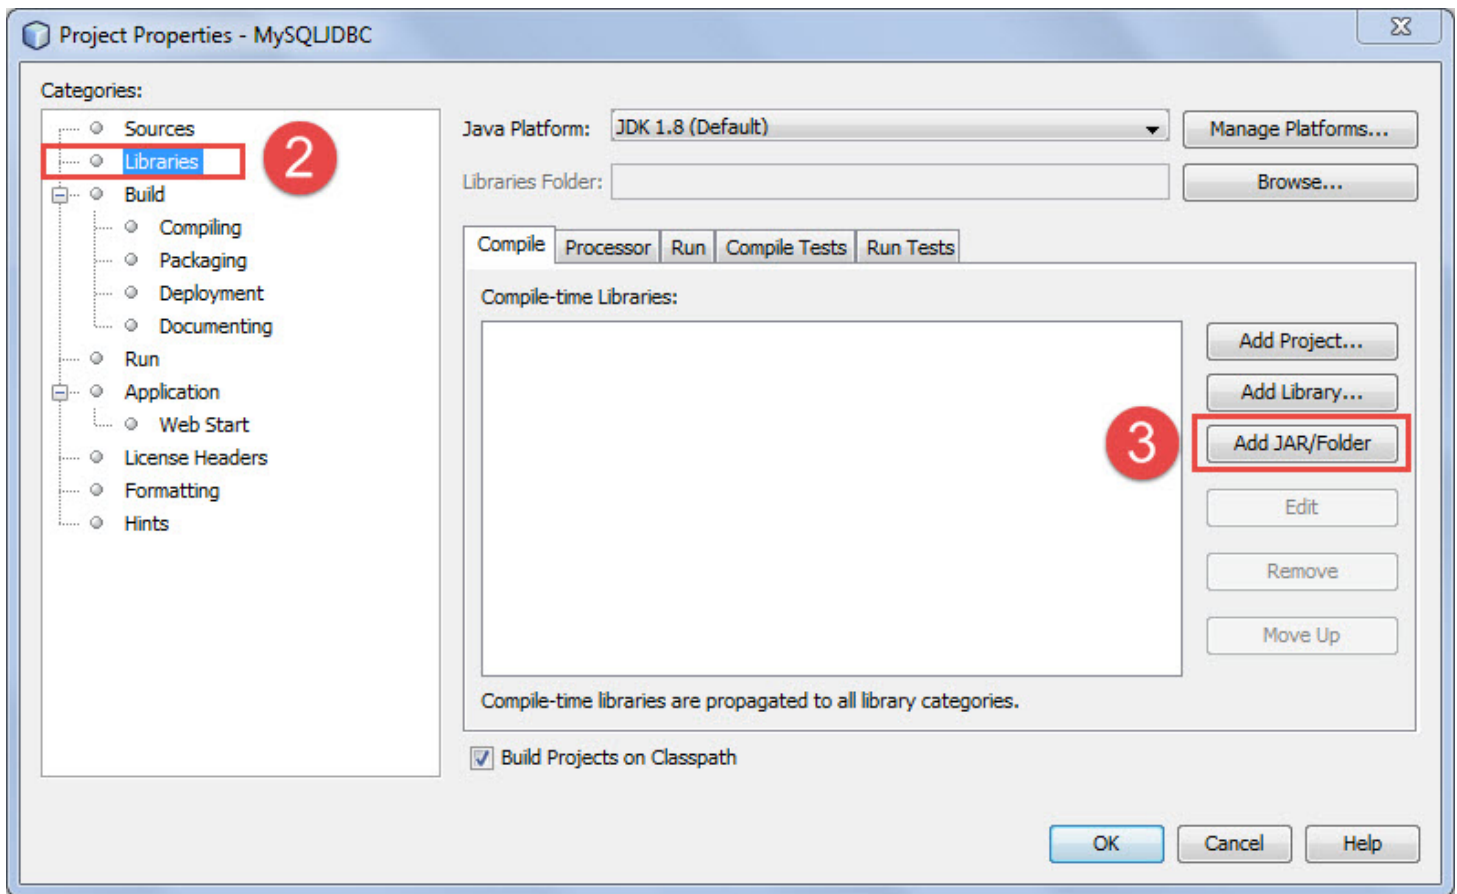 Project Properties - MySQLJDBC
Categories:
Sources
Libraries
2
Build
Compiling
Packaging
Deployment
Documenting
Run
Application
Web Start
License Headers
Formatting
Hints
Java Platform: JDK 1.8 (Default) Manage Platforms...
Libraries Folder: Browse...
Compile Processor Run Compile Tests Run Tests
Compile-time Libraries:
Add Project...
Add Library...
3 Add JAR/Folder
Edit
Remove
Move Up
Compile-time libraries are propagated to all library categories.
Build Projects on Classpath
OK Cancel Help